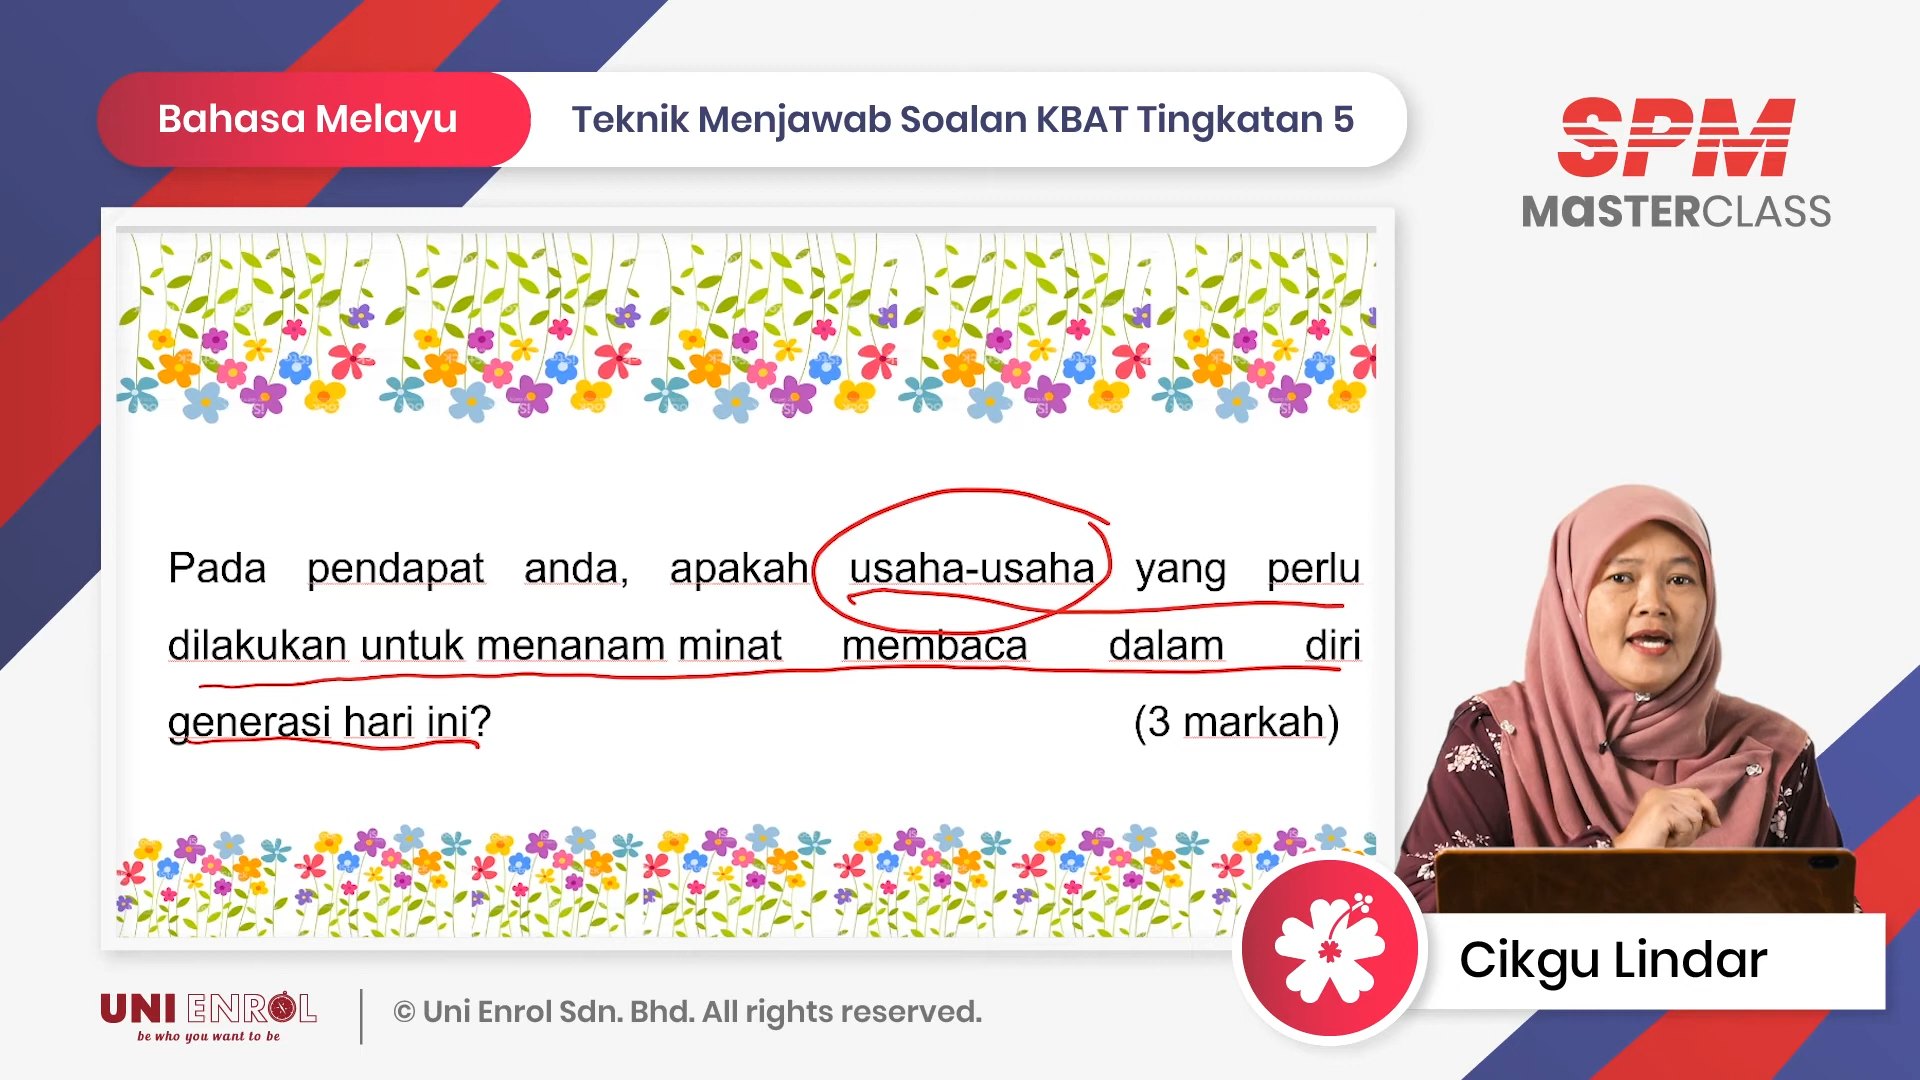 Bahasa Melayu
Teknik Menjawab Soalan KBAT Tingkatan 5
SPM
MaSTERCLASS
Pada pendapat anda, apakah usaha-usaha yang perlu
dilakukan untuk menanam minat membaca dalam diri
generasi hari ini? (3 markah)
Cikgu Lindar
UNI ENROL
be who you want to be
© Uni Enrol Sdn. Bhd. All rights reserved.